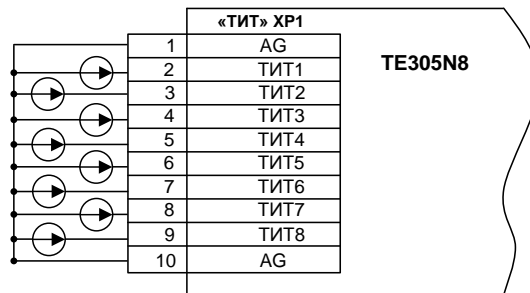 «ТИТ» XP1
1 AG
2 ТИТ1
3 ТИТ2
4 ТИТ3
5 ТИТ4
6 ТИТ5
7 ТИТ6
8 ТИТ7
9 ТИТ8
10 AG
TE305N8